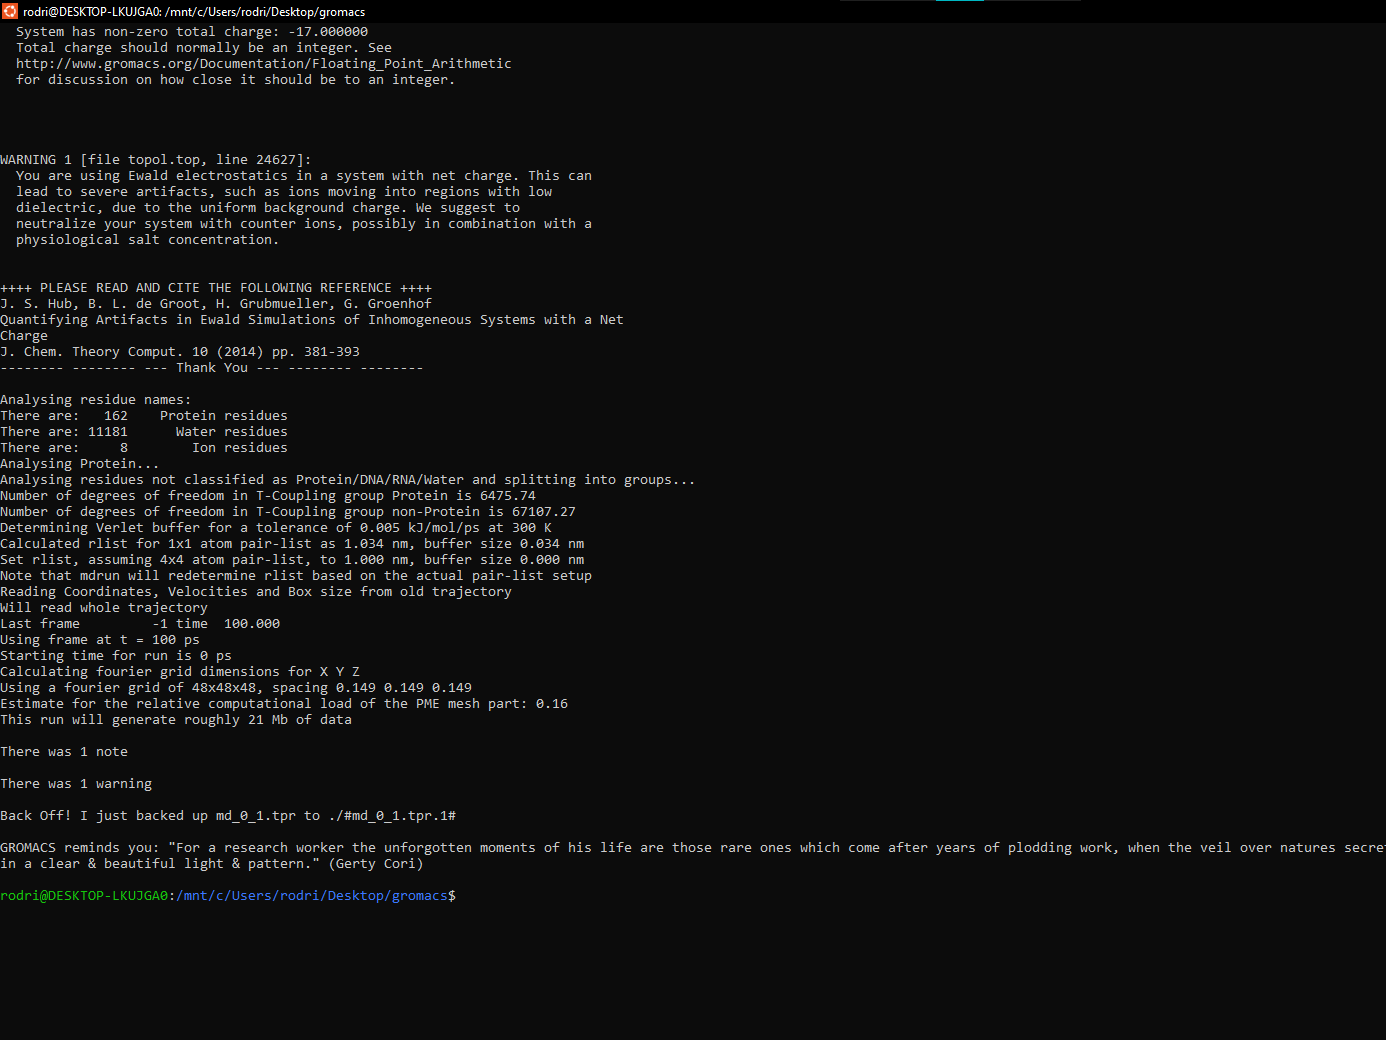 rodri@DESKTOP-LKUJGA0: /mnt/c/Users/rodri/Desktop/gromacs
System has non-zero total charge: -17.000000
Total charge should normally be an integer. See
http://www.gromacs.org/Documentation/Floating_Point_Arithmetic
for discussion on how close it should be to an integer.
WARNING 1 [file topol.top, line 24627]:
You are using Ewald electrostatics in a system with net charge. This can
lead to severe artifacts, such as ions moving into regions with low
dielectric, due to the uniform background charge. We suggest to
neutralize your system with counter ions, possibly in combination with a
physiological salt concentration.
++++ PLEASE READ AND CITE THE FOLLOWING REFERENCE ++++
J. S. Hub, B. L. de Groot, H. Grubmueller, G. Groenhof
Quantifying Artifacts in Ewald Simulations of Inhomogeneous Systems with a Net
Charge
J. Chem. Theory Comput. 10 (2014) pp. 381-393
-------- -------- --- Thank You --- -------- --------
Analysing residue names:
There are:   162    Protein residues
There are: 11181      Water residues
There are:     8        Ion residues
Analysing Protein...
Analysing residues not classified as Protein/DNA/RNA/Water and splitting into groups...
Number of degrees of freedom in T-Coupling group Protein is 6475.74
Number of degrees of freedom in T-Coupling group non-Protein is 67107.27
Determining Verlet buffer for a tolerance of 0.005 kJ/mol/ps at 300 K
Calculated rlist for 1x1 atom pair-list as 1.034 nm, buffer size 0.034 nm
Set rlist, assuming 4x4 atom pair-list, to 1.000 nm, buffer size 0.000 nm
Note that mdrun will redetermine rlist based on the actual pair-list setup
Reading Coordinates, Velocities and Box size from old trajectory
Will read whole trajectory
Last frame         -1 time  100.000
Using frame at t = 100 ps
Starting time for run is 0 ps
Calculating fourier grid dimensions for X Y Z
Using a fourier grid of 48x48x48, spacing 0.149 0.149 0.149
Estimate for the relative computational load of the PME mesh part: 0.16
This run will generate roughly 21 Mb of data
There was 1 note
There was 1 warning
Back Off! I just backed up md_0_1.tpr to ./#md_0_1.tpr.1#
GROMACS reminds you: "For a research worker the unforgotten moments of his life are those rare ones which come after years of plodding work, when the veil over natures secre
in a clear & beautiful light & pattern." (Gerty Cori)
rodri@DESKTOP-LKUJGA0:/mnt/c/Users/rodri/Desktop/gromacs$